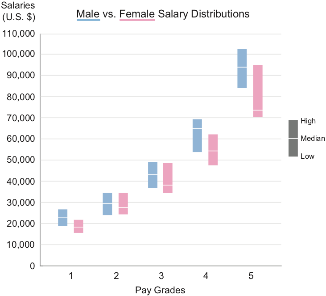 Salaries
(U.S. $)
Male vs. Female Salary Distributions
110,000
100,000
90,000
80,000
70,000
60,000
50,000
40,000
30,000
20,000
10,000
0
High
Median
Low
1 2 3 4 5
Pay Grades